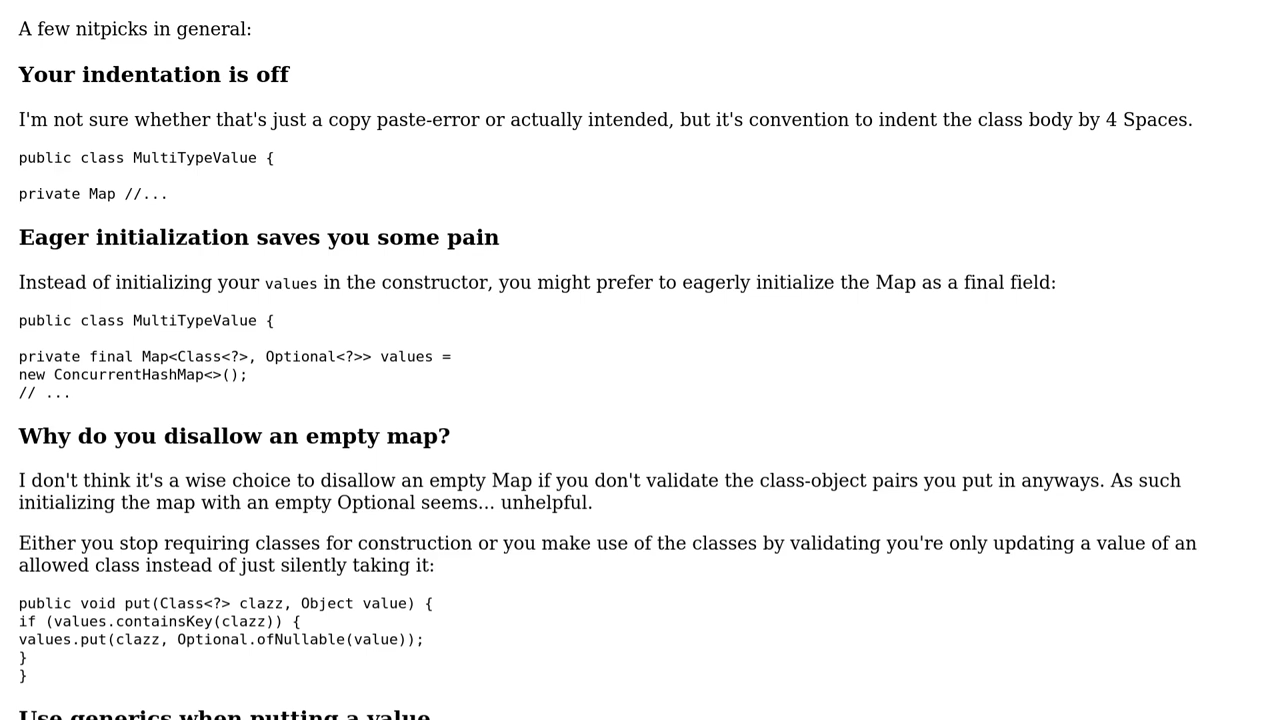 A few nitpicks in general:
Your indentation is off
I'm not sure whether that's just a copy paste-error or actually intended, but it's convention to indent the class body by 4 Spaces.
public class MultiTypeValue {
private Map //...
Eager initialization saves you some pain
Instead of initializing your values in the constructor, you might prefer to eagerly initialize the Map as a final field:
public class MultiTypeValue {
private final Map<Class<?>, Optional<?>> values =
new ConcurrentHashMap<>();
// ...
Why do you disallow an empty map?
I don't think it's a wise choice to disallow an empty Map if you don't validate the class-object pairs you put in anyways. As such
initializing the map with an empty Optional seems... unhelpful.
Either you stop requiring classes for construction or you make use of the classes by validating you're only updating a value of an
allowed class instead of just silently taking it:
public void put(Class<?> clazz, Object value) {
if (values.containsKey(clazz)) {
values.put(clazz, Optional.ofNullable(value));
}
}
Use generics when putting a value